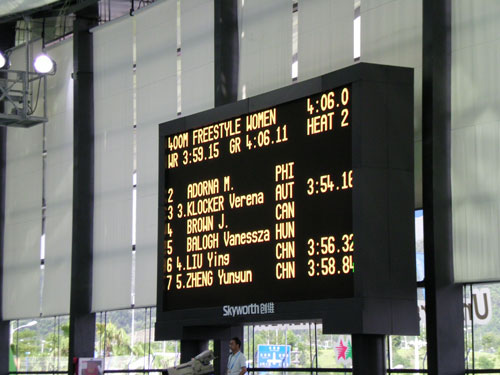 400M FREESTYLE WOMEN 4:06.0
WR 3:59.15 GR 4:06.11 HEAT 2
2 ADORNA M. PHI
3 3.KLOCKER Verena AUT 3:54.16
4 BROWN J. CAN
5 BALOGH Vanessza HUN
6 4.LIU Ying CHN 3:56.32
7 5.ZHENG Yunyun CHN 3:58.84
Skyworth 创维